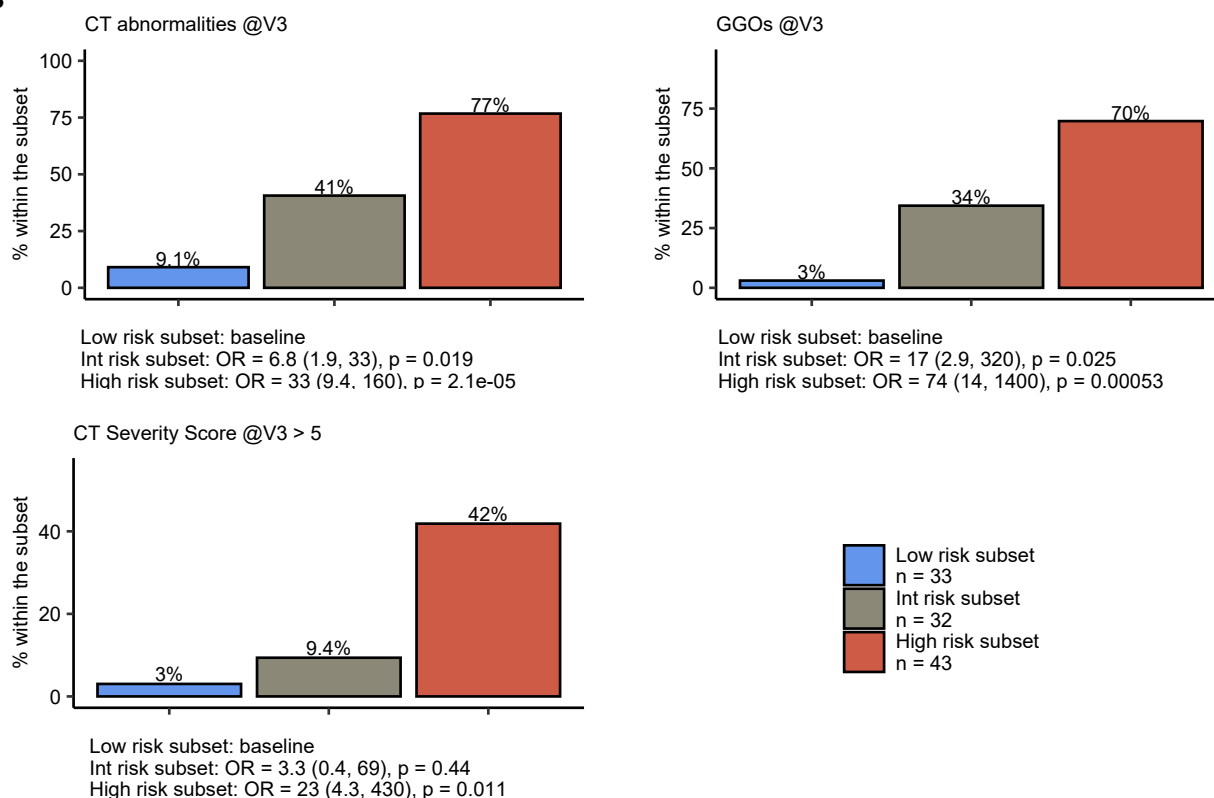 CT abnormalities @V3
% within the subset
100
75
50
25
0
9.1%
41%
77%
Low risk subset: baseline
Int risk subset: OR = 6.8 (1.9, 33), p = 0.019
High risk subset: OR = 33 (9.4, 160), p = 2.1e-05
GGOs @V3
% within the subset
75
50
25
0
3%
34%
70%
Low risk subset: baseline
Int risk subset: OR = 17 (2.9, 320), p = 0.025
High risk subset: OR = 74 (14, 1400), p = 0.00053
CT Severity Score @V3 > 5
% within the subset
40
20
0
3%
9.4%
42%
Low risk subset: baseline
Int risk subset: OR = 3.3 (0.4, 69), p = 0.44
High risk subset: OR = 23 (4.3, 430), p = 0.011
Low risk subset
n = 33
Int risk subset
n = 32
High risk subset
n = 43